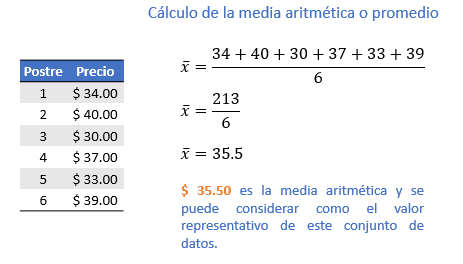 Cálculo de la media aritmética o promedio
Postre Precio
1 $ 34.00
2 $ 40.00
3 $ 30.00
4 $ 37.00
5 $ 33.00
6 $ 39.00
x̄ = (34 + 40 + 30 + 37 + 33 + 39) / 6
x̄ = 213 / 6
x̄ = 35.5
$ 35.50 es la media aritmética y se
puede considerar como el valor
representativo de este conjunto de
datos.